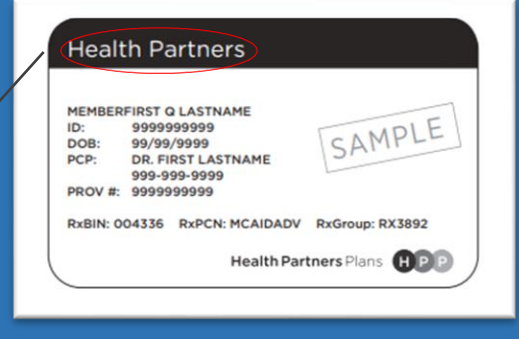 Health Partners
MEMBERFIRST Q LASTNAME
ID: 9999999999
DOB: 99/99/9999
PCP: DR. FIRST LASTNAME
999-999-9999
PROV #: 9999999999
SAMPLE
RxBIN: 004336 RxPCN: MCAIDADV RxGroup: RX3892
Health Partners Plans HPP